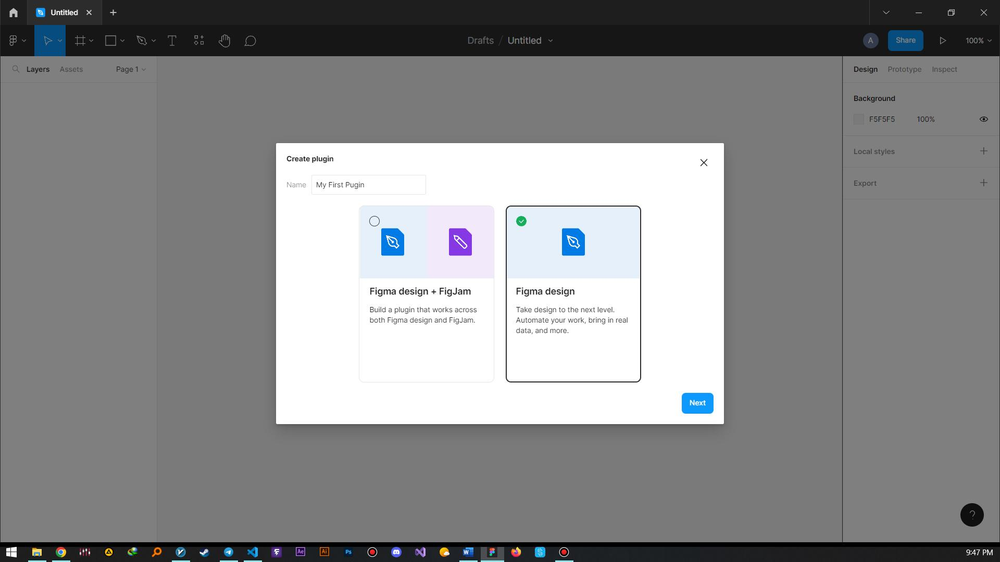 Untitled
Drafts / Untitled
A
Share
100%
Layers
Assets
Page 1
Design
Prototype
Inspect
Background
F5F5F5
100%
Local styles
Export
Create plugin
Name
My First Pugin
Figma design + FigJam
Build a plugin that works across
both Figma design and FigJam.
Figma design
Take design to the next level.
Automate your work, bring in real
data, and more.
Next
?
Ae
Ai
Ps
W
9:47 PM